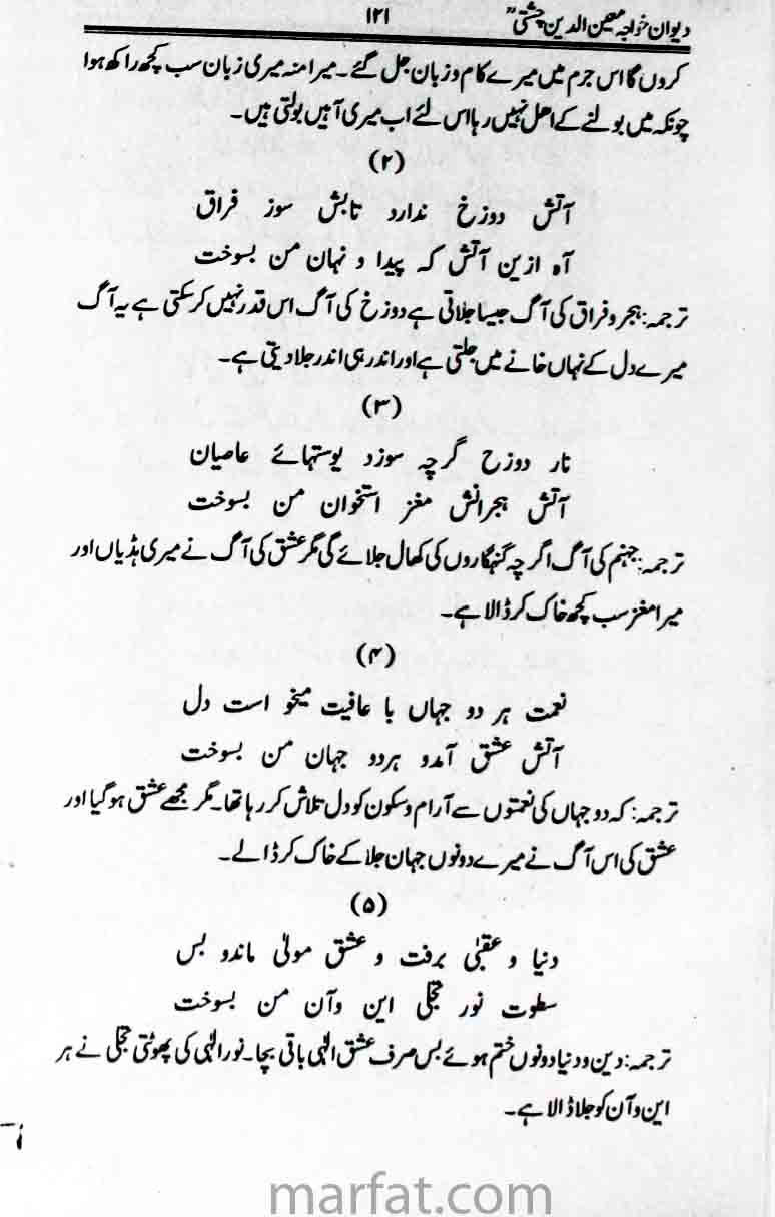 دیوان خواجہ معین الدین چشتیؒ
۱۲۱
کروں گا اس جرم میں میرے کام و زبان جل گئے۔ میرا منہ میری زبان سب کچھ راکھ ہوا
چونکہ میں بولنے کے اھل نہیں رہا اس لئے اب میری آہیں بولتی ہیں۔
(۲)
آتش دوزخ ندارد تابش سوز فراق
آہ ازین آتش کہ پیدا و نہان من بسوخت
ترجمہ: ہجر و فراق کی آگ جیسا جلاتی ہے دوزخ کی آگ اس قدر نہیں کرسکتی ہے یہ آگ
میرے دل کے نہاں خانے میں جلتی ہے اور اندر ہی اندر جلا دیتی ہے۔
(۳)
نار دوزح گرچہ سوزد پوستہائے عاصیان
آتش ہجرانش مغز استخوان من بسوخت
ترجمہ: جہنم کی آگ اگرچہ گنہگاروں کی کھال جلائے گی مگر عشق کی آگ نے میری ہڈیاں اور
میرا مغز سب کچھ خاک کر ڈالا ہے۔
(۴)
نعمت ہر دو جہاں با عافیت میخو است دل
آتش عشق آمدو ہردو جہان من بسوخت
ترجمہ: کہ دو جہاں کی نعمتوں سے آرام و سکون کو دل تلاش کر رہا تھا۔ مگر مجھے عشق ہو گیا اور
عشق کی اس آگ نے میرے دونوں جہان جلا کے خاک کر ڈالے۔
(۵)
دنیا و عقبٰی برفت و عشق مولٰی ماندو بس
سطوت نور تجلی این وآن من بسوخت
ترجمہ: دین و دنیا دونوں ختم ہوئے بس صرف عشق الٰہی باقی بچا۔ نور الٰہی کی پھوٹتی تجلی نے ہر
این و آن کو جلا ڈالا ہے۔
marfat.com